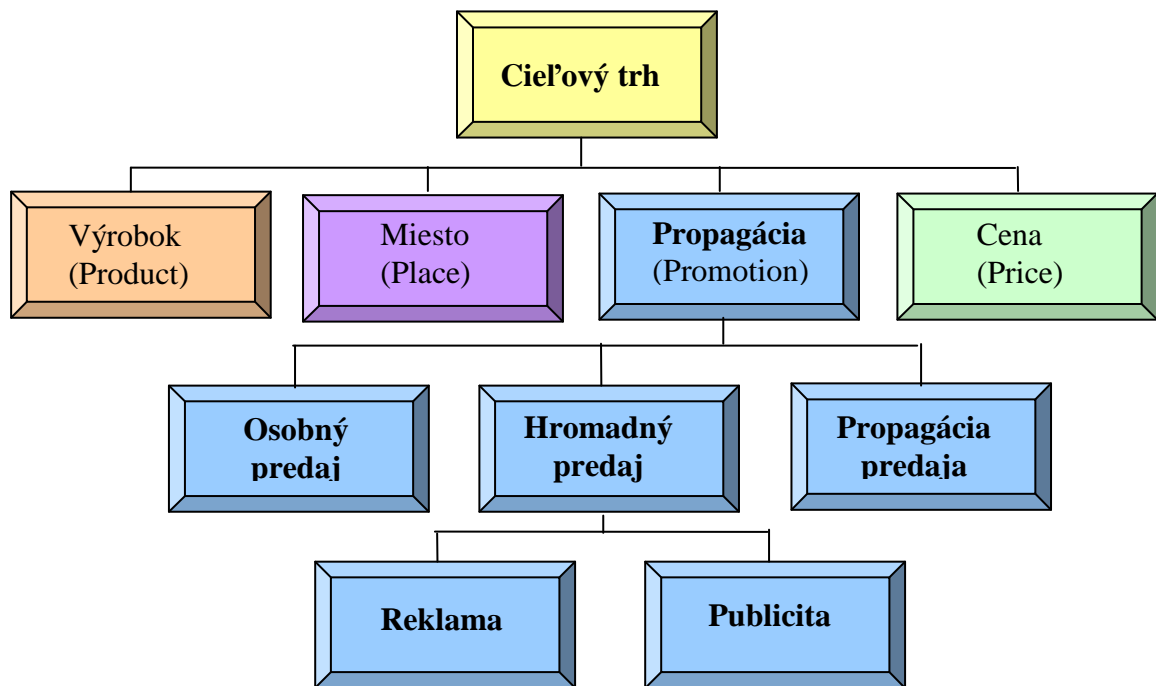 Cieľový trh
Výrobok
(Product)
Miesto
(Place)
Propagácia
(Promotion)
Cena
(Price)
Osobný
predaj
Hromadný
predaj
Propagácia
predaja
Reklama
Publicita